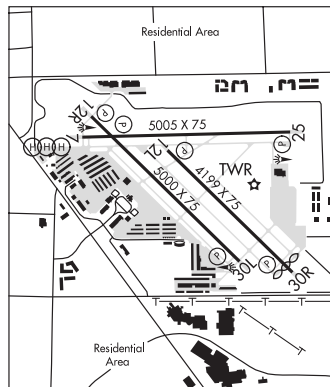 Residential Area
12R
P
P
7
5005 X 75
25
P
H H H
12L
P
TWR
5000 X 75
4199 X 75
P
30L
P
30R
Residential
Area